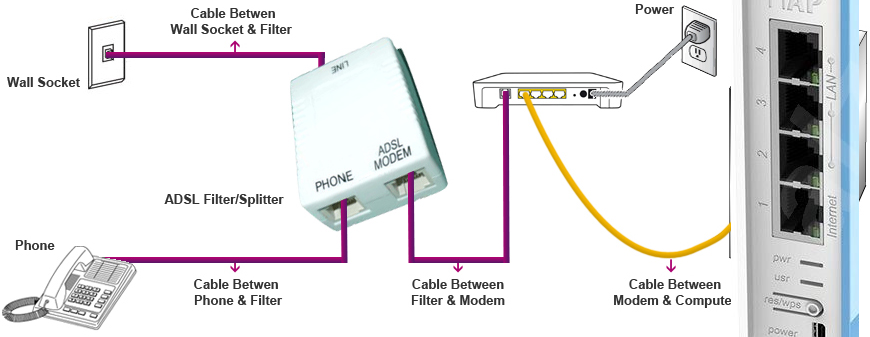 Cable Betwen
Wall Socket & Filter
Wall Socket
LINE
ADSL
MODEM
PHONE
ADSL Filter/Splitter
Phone
Cable Betwen
Phone & Filter
Cable Between
Filter & Modem
Power
Cable Between
Modem & Compute
mAP
4
3
2
1
LAN
Internet
pwr
usr
res/wps
power